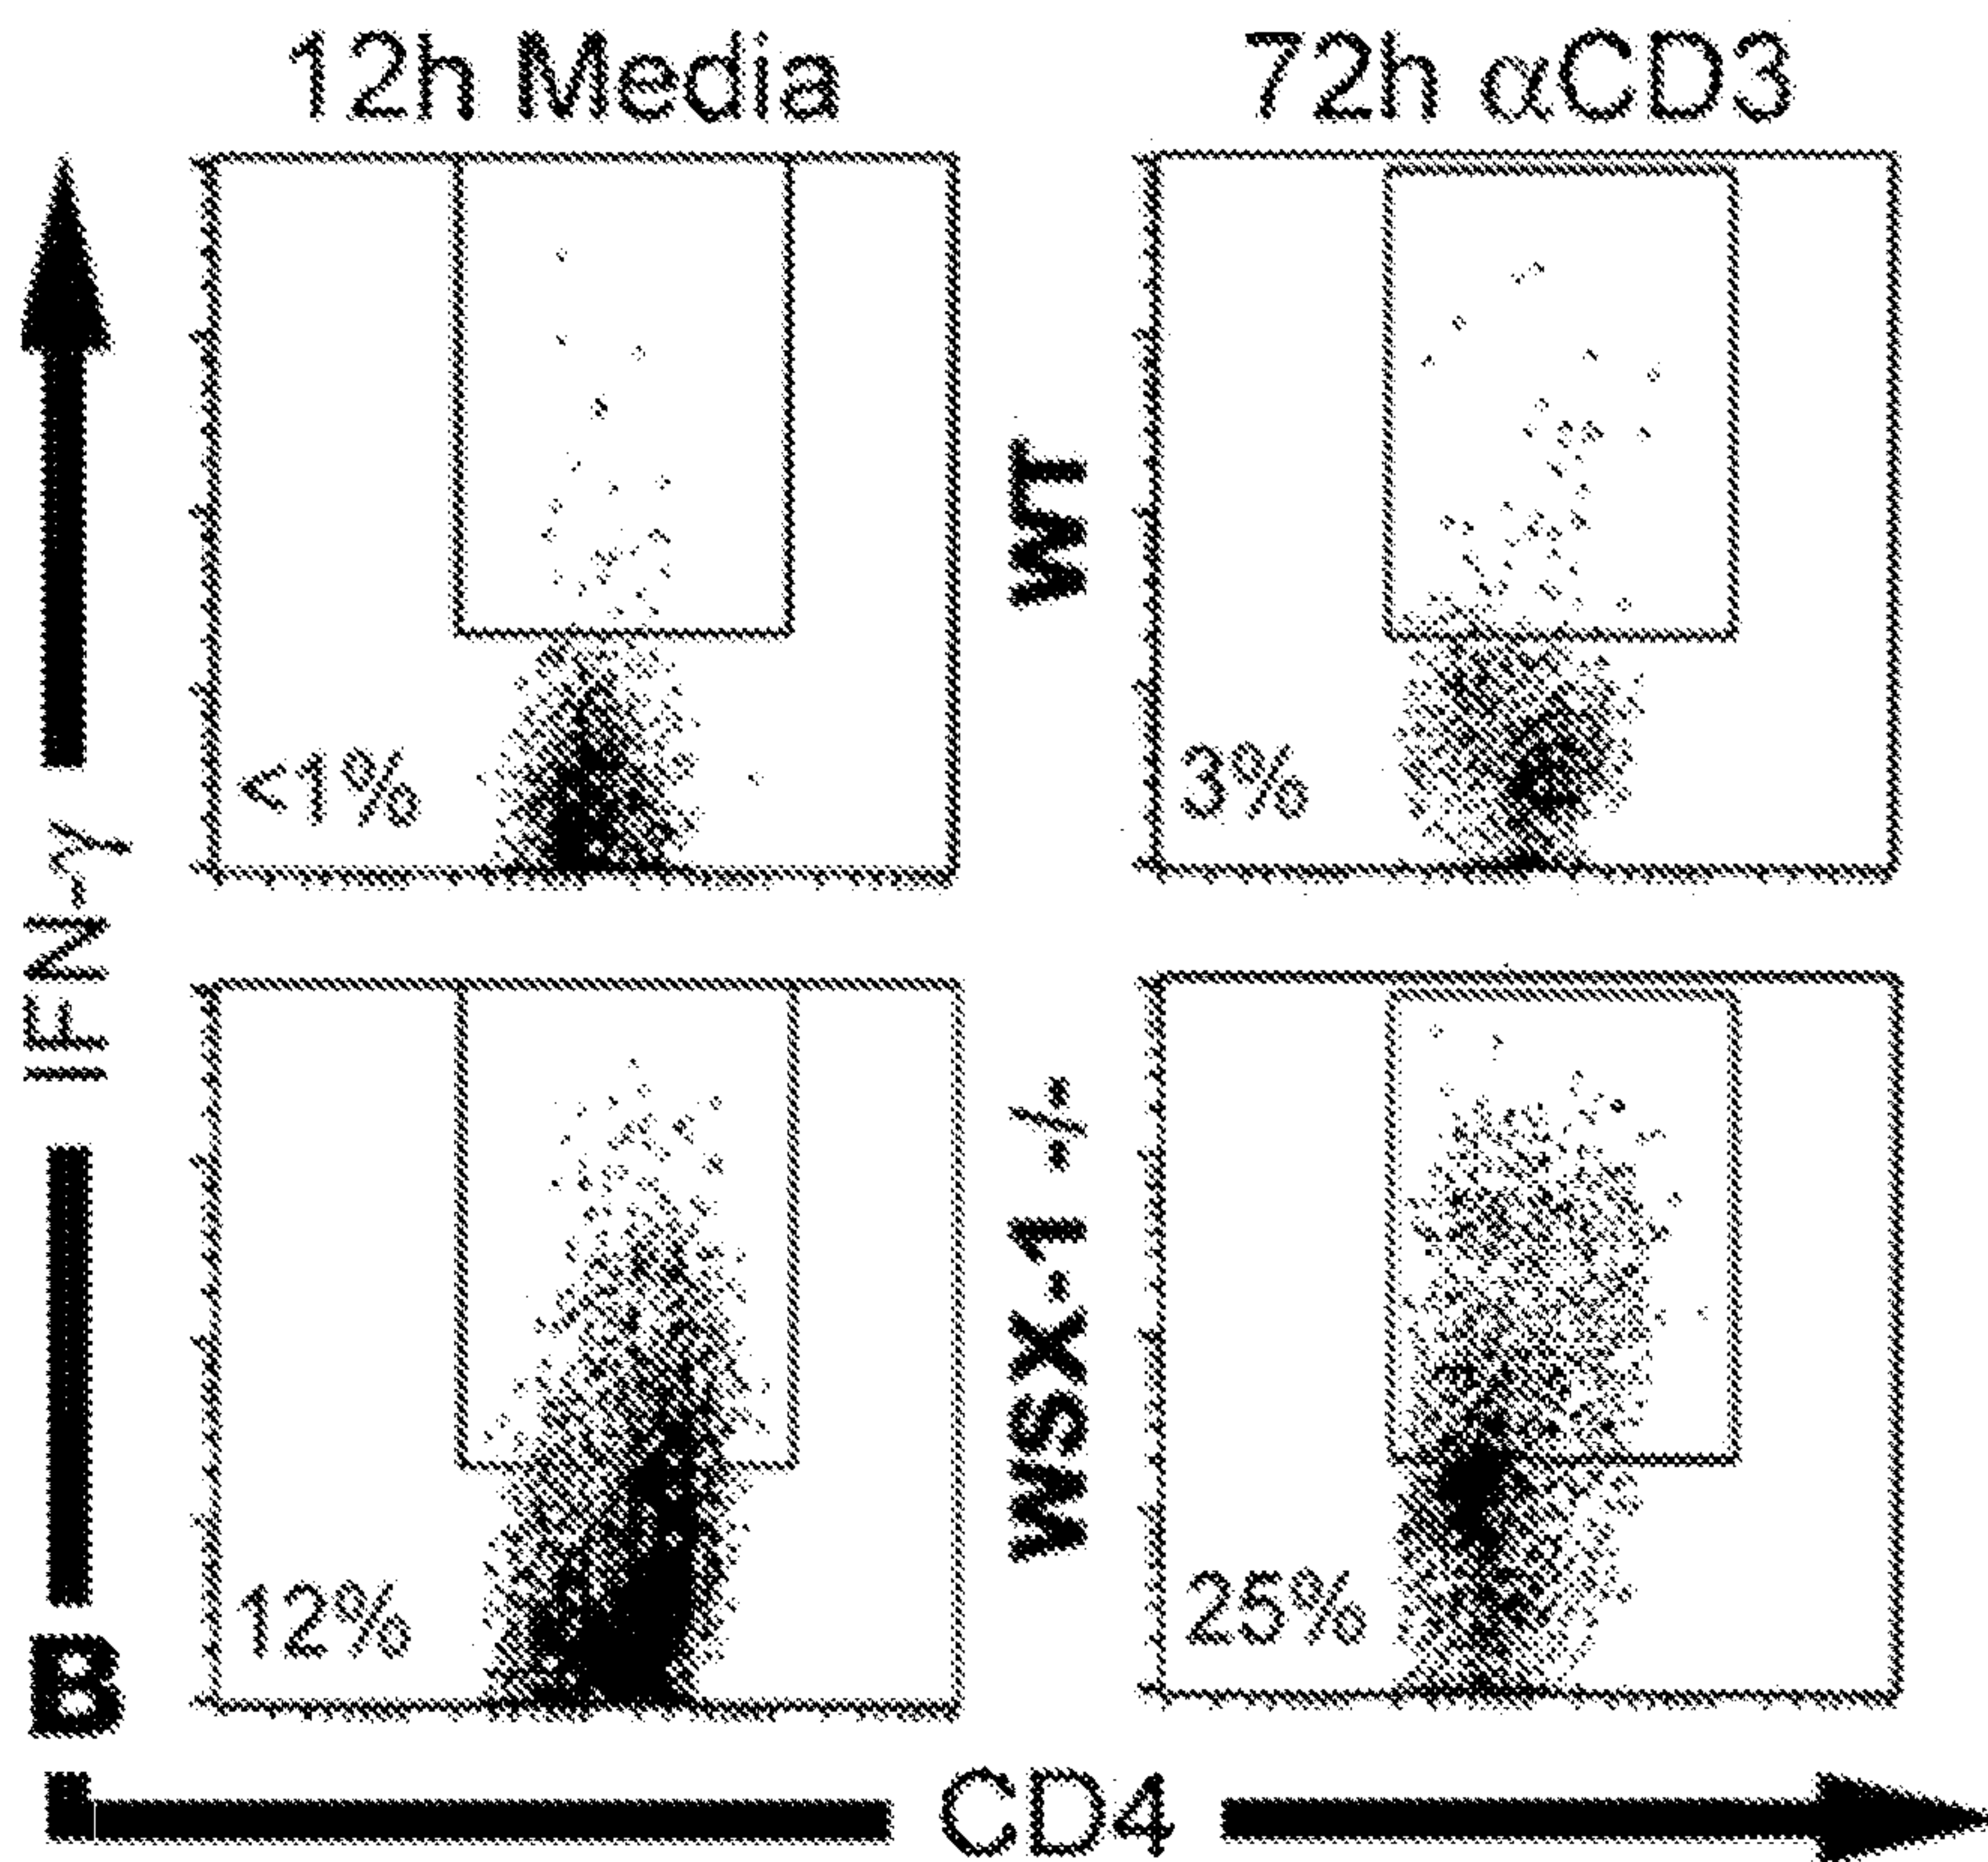 12h Media
72h αCD3
IFN-γ
WT
<1%
3%
WSX-1 -/-
12%
25%
B
CD4